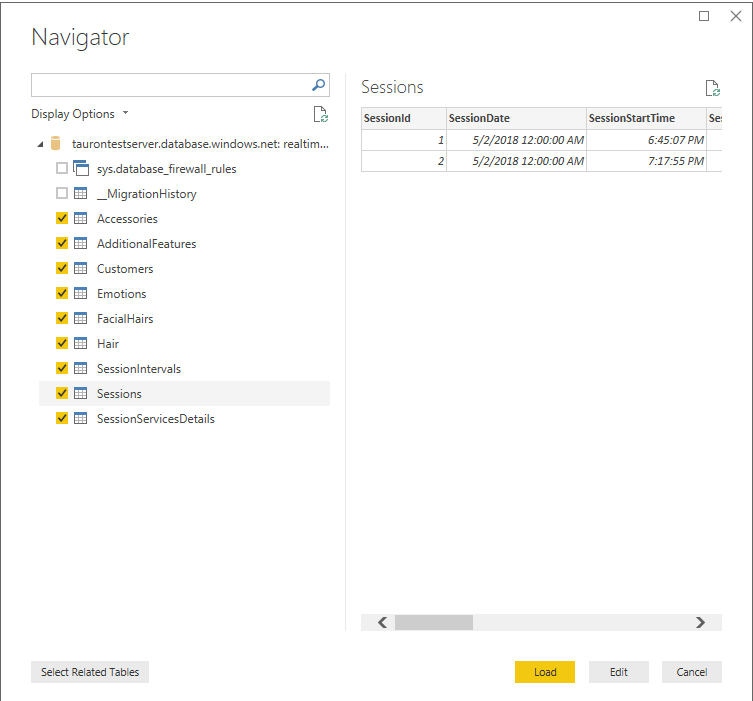 Navigator
Display Options
taurontestserver.database.windows.net: realtim...
sys.database_firewall_rules
__MigrationHistory
Accessories
AdditionalFeatures
Customers
Emotions
FacialHairs
Hair
SessionIntervals
Sessions
SessionServicesDetails
Sessions
SessionId SessionDate SessionStartTime Se
1 5/2/2018 12:00:00 AM 6:45:07 PM
2 5/2/2018 12:00:00 AM 7:17:55 PM
Select Related Tables Load Edit Cancel